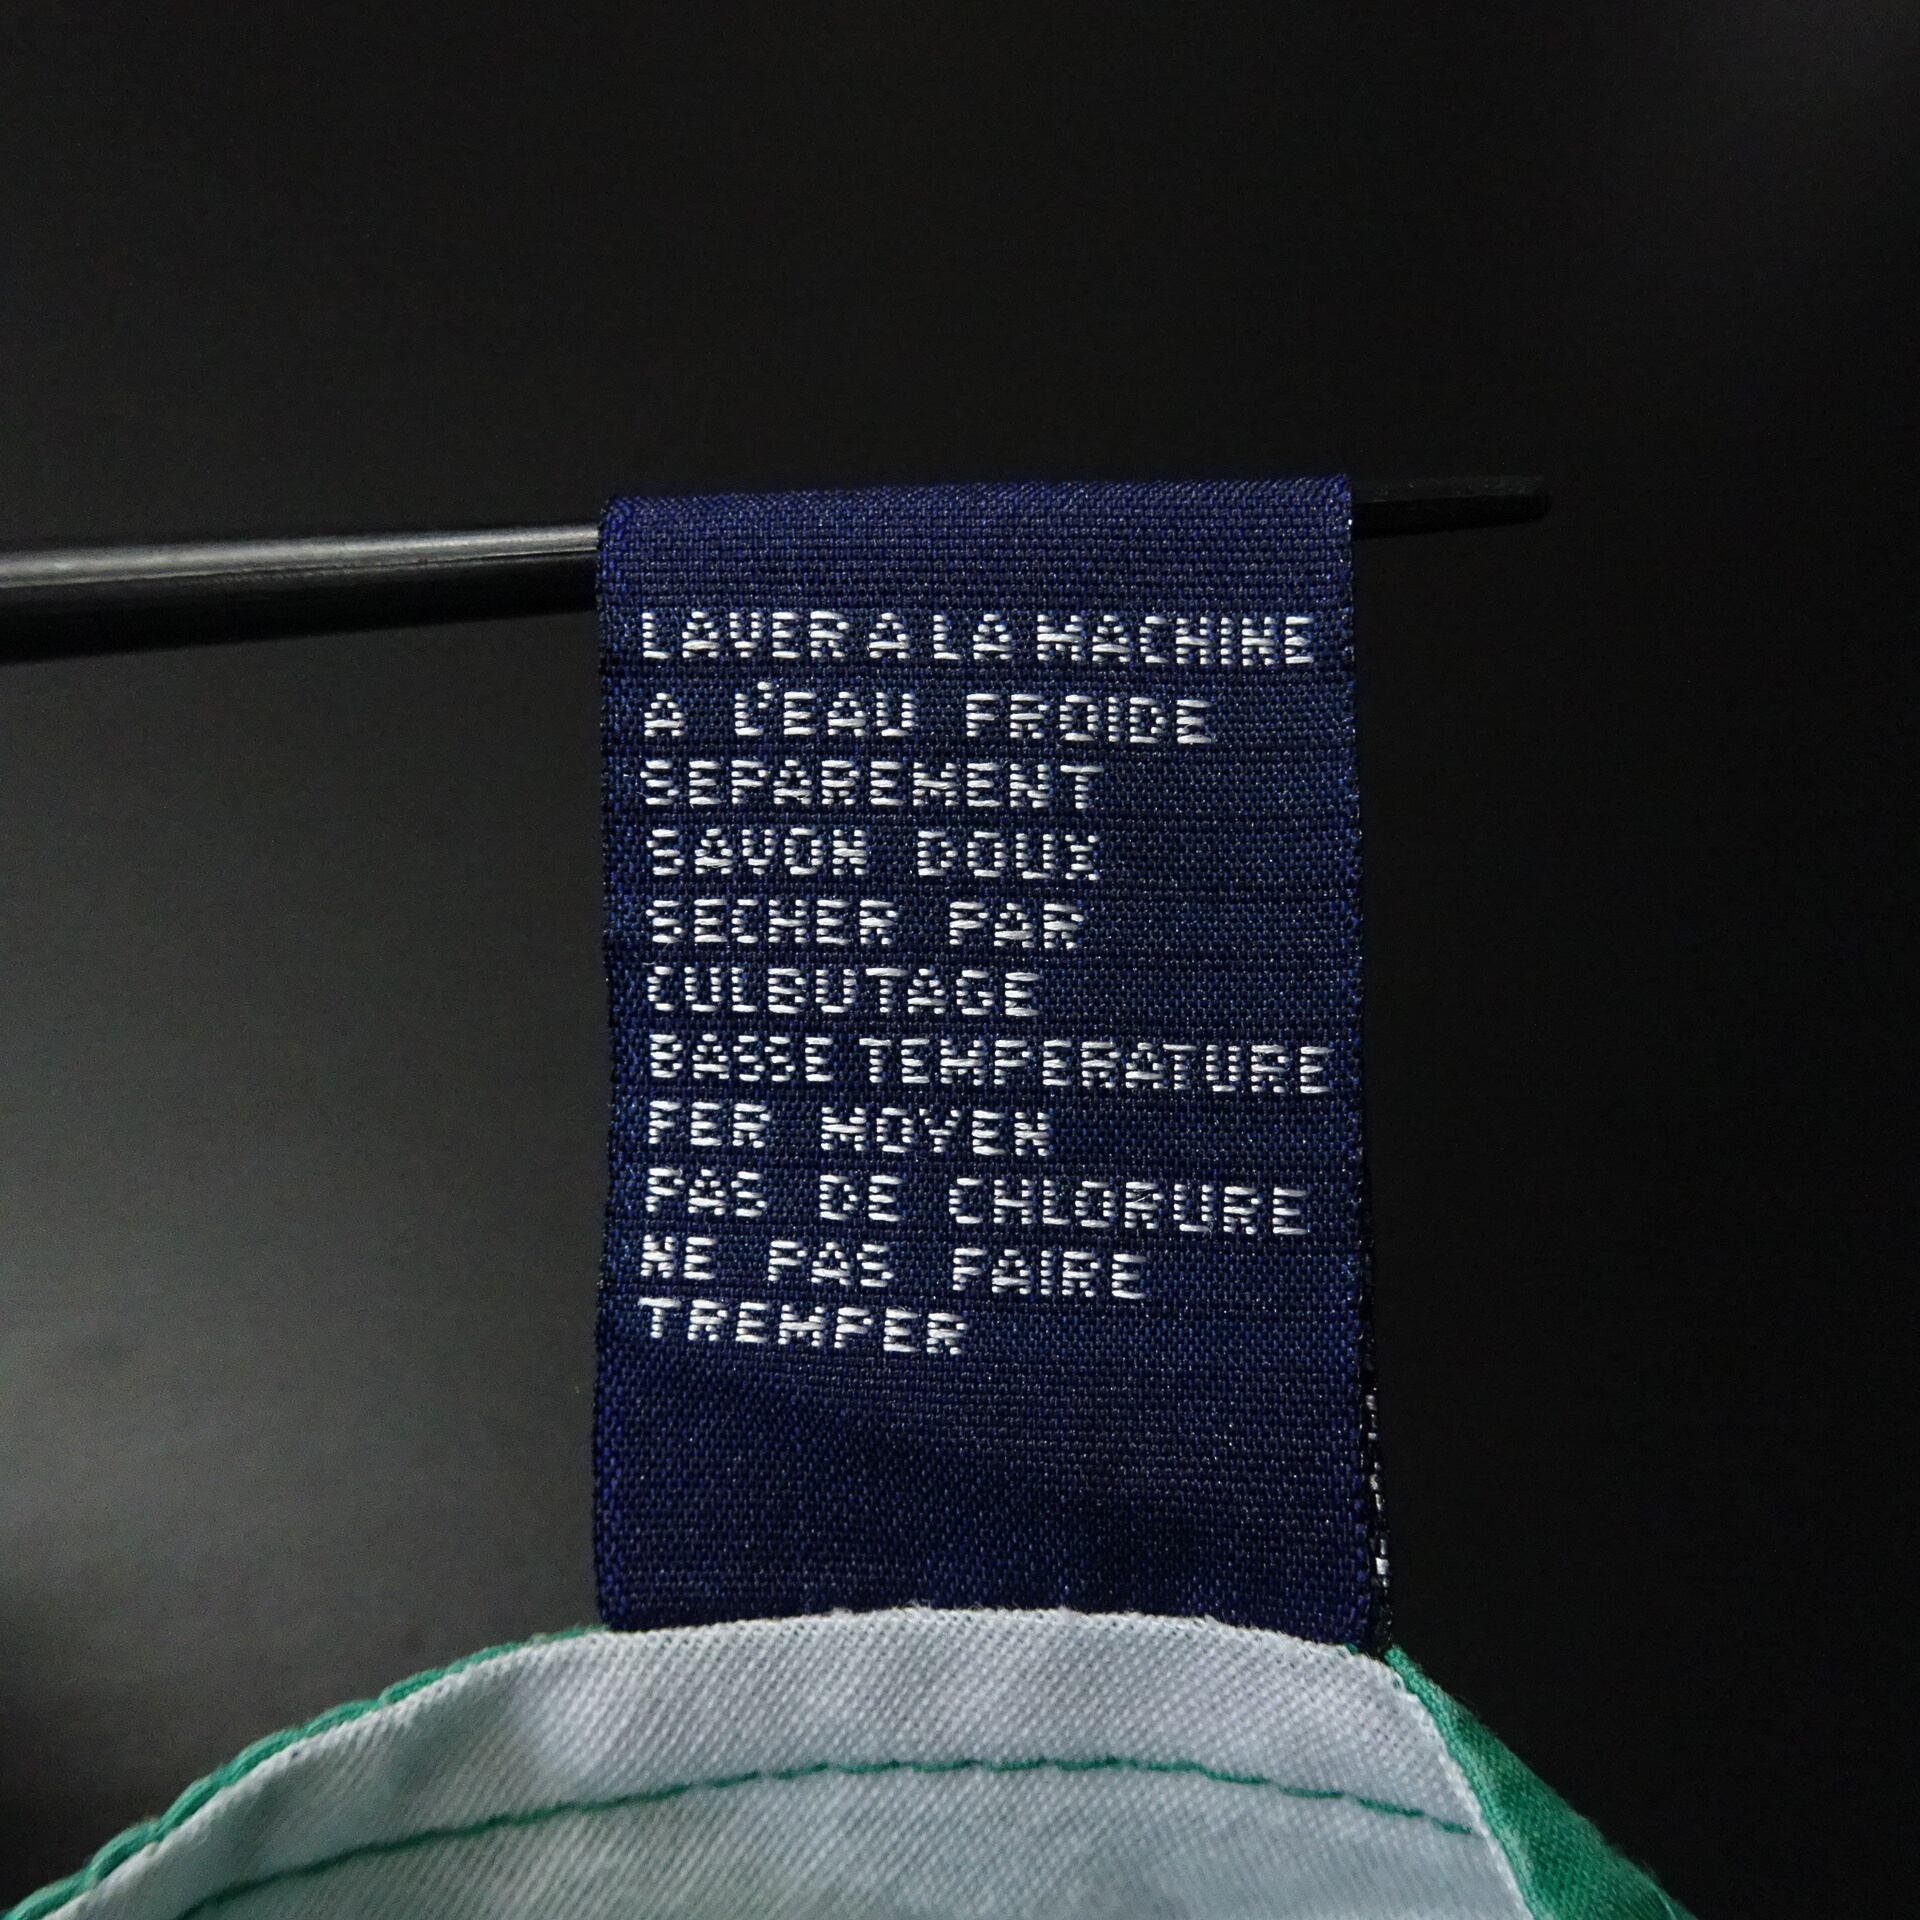 LAVER A LA MACHINE
A L'EAU FROIDE
SEPAREMENT
SAVON DOUX
SECHER PAR
CULBUTAGE
BASSE TEMPERATURE
FER MOYEN
PAS DE CHLORURE
NE PAS FAIRE
TREMPER